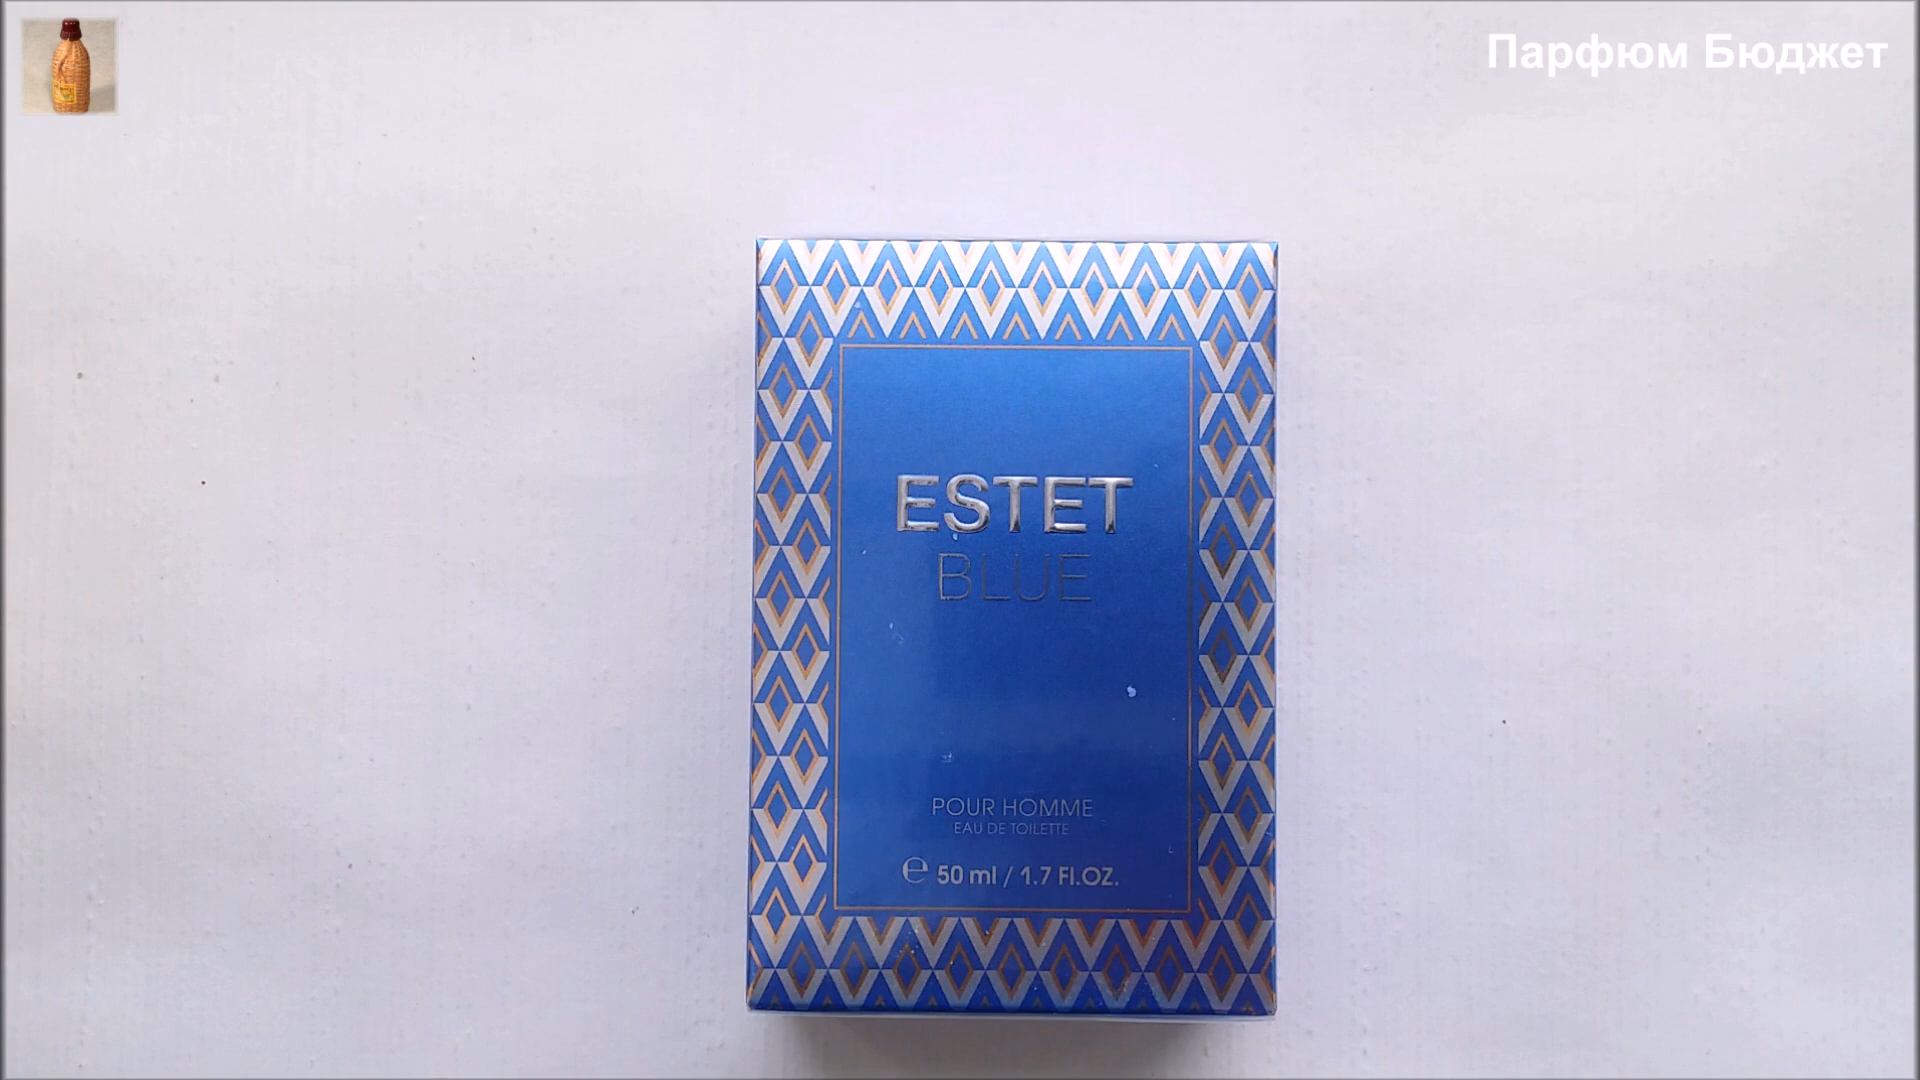 Парфюм Бюджет
ESTET
BLUE
POUR HOMME
EAU DE TOILETTE
℮ 50 ml / 1.7 Fl.OZ.